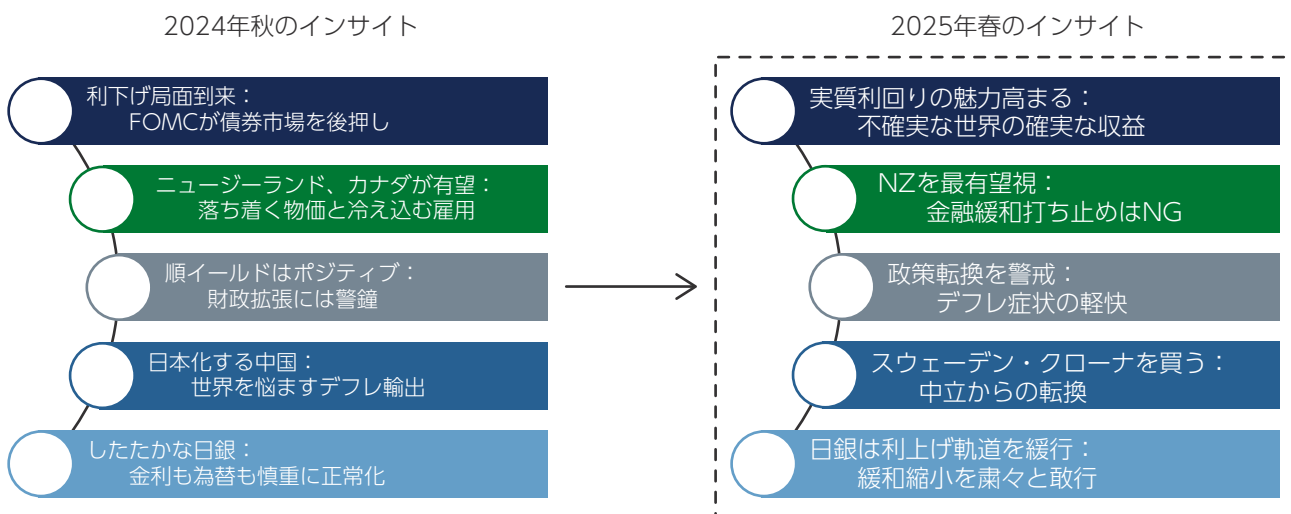 2024年秋のインサイト
利下げ局面到来：
FOMCが債券市場を後押し
ニュージーランド、カナダが有望：
落ち着く物価と冷え込む雇用
順イールドはポジティブ：
財政拡張には警鐘
日本化する中国：
世界を悩ますデフレ輸出
したたかな日銀：
金利も為替も慎重に正常化
2025年春のインサイト
実質利回りの魅力高まる：
不確実な世界の確実な収益
NZを最有望視：
金融緩和打ち止めはNG
政策転換を警戒：
デフレ症状の軽快
スウェーデン・クローナを買う：
中立からの転換
日銀は利上げ軌道を緩行：
緩和縮小を粛々と敢行